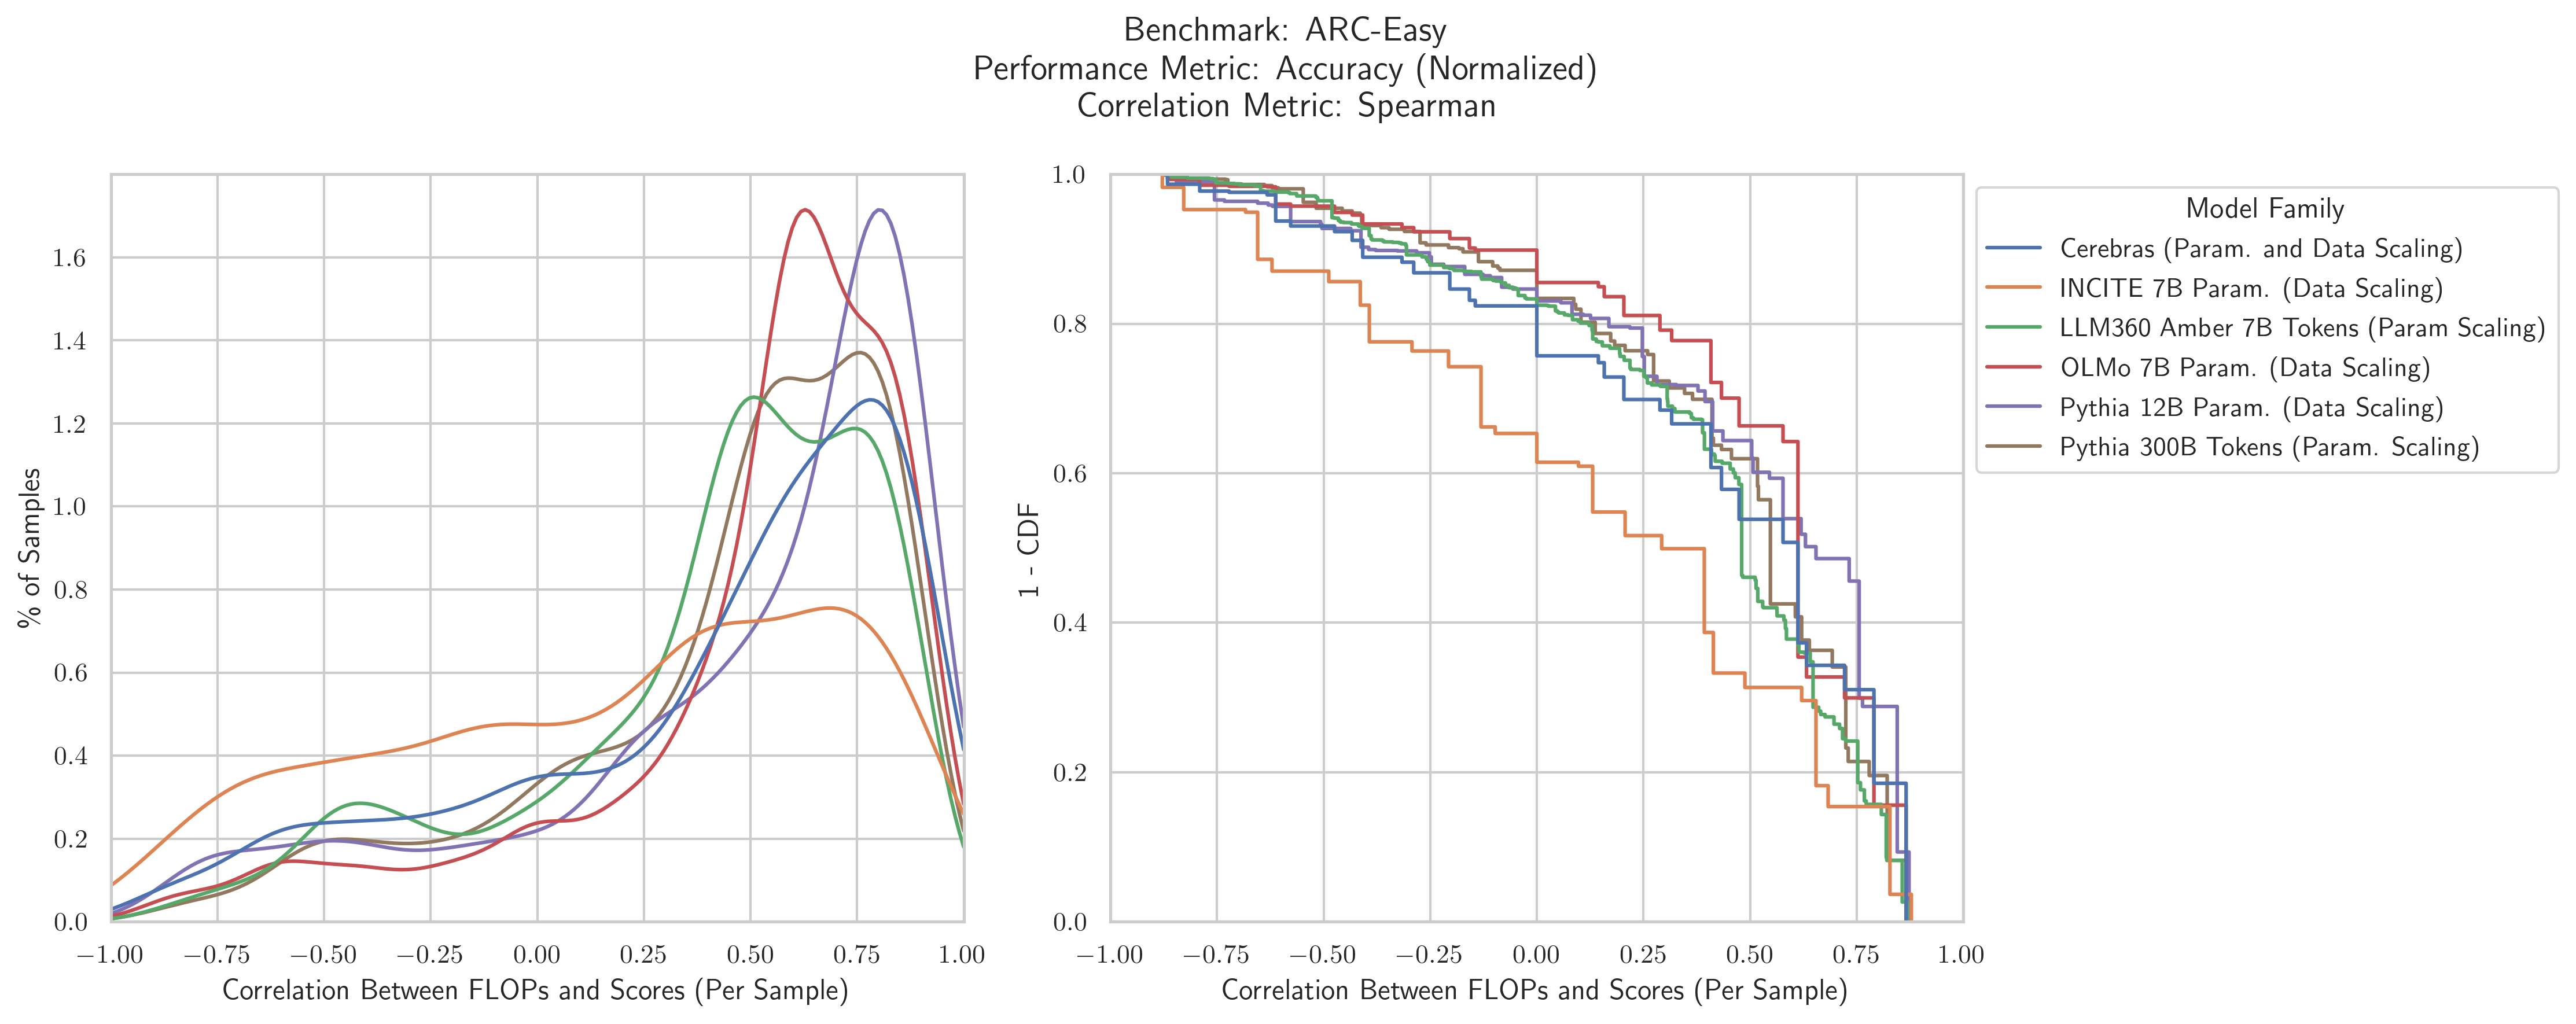 Benchmark: ARC-Easy
Performance Metric: Accuracy (Normalized)
Correlation Metric: Spearman
% of Samples
1.6
1.4
1.2
1.0
0.8
0.6
0.4
0.2
0.0
−1.00 −0.75 −0.50 −0.25 0.00 0.25 0.50 0.75 1.00
Correlation Between FLOPs and Scores (Per Sample)
1 - CDF
1.0
0.8
0.6
0.4
0.2
0.0
−1.00 −0.75 −0.50 −0.25 0.00 0.25 0.50 0.75 1.00
Correlation Between FLOPs and Scores (Per Sample)
Model Family
Cerebras (Param. and Data Scaling)
INCITE 7B Param. (Data Scaling)
LLM360 Amber 7B Tokens (Param Scaling)
OLMo 7B Param. (Data Scaling)
Pythia 12B Param. (Data Scaling)
Pythia 300B Tokens (Param. Scaling)